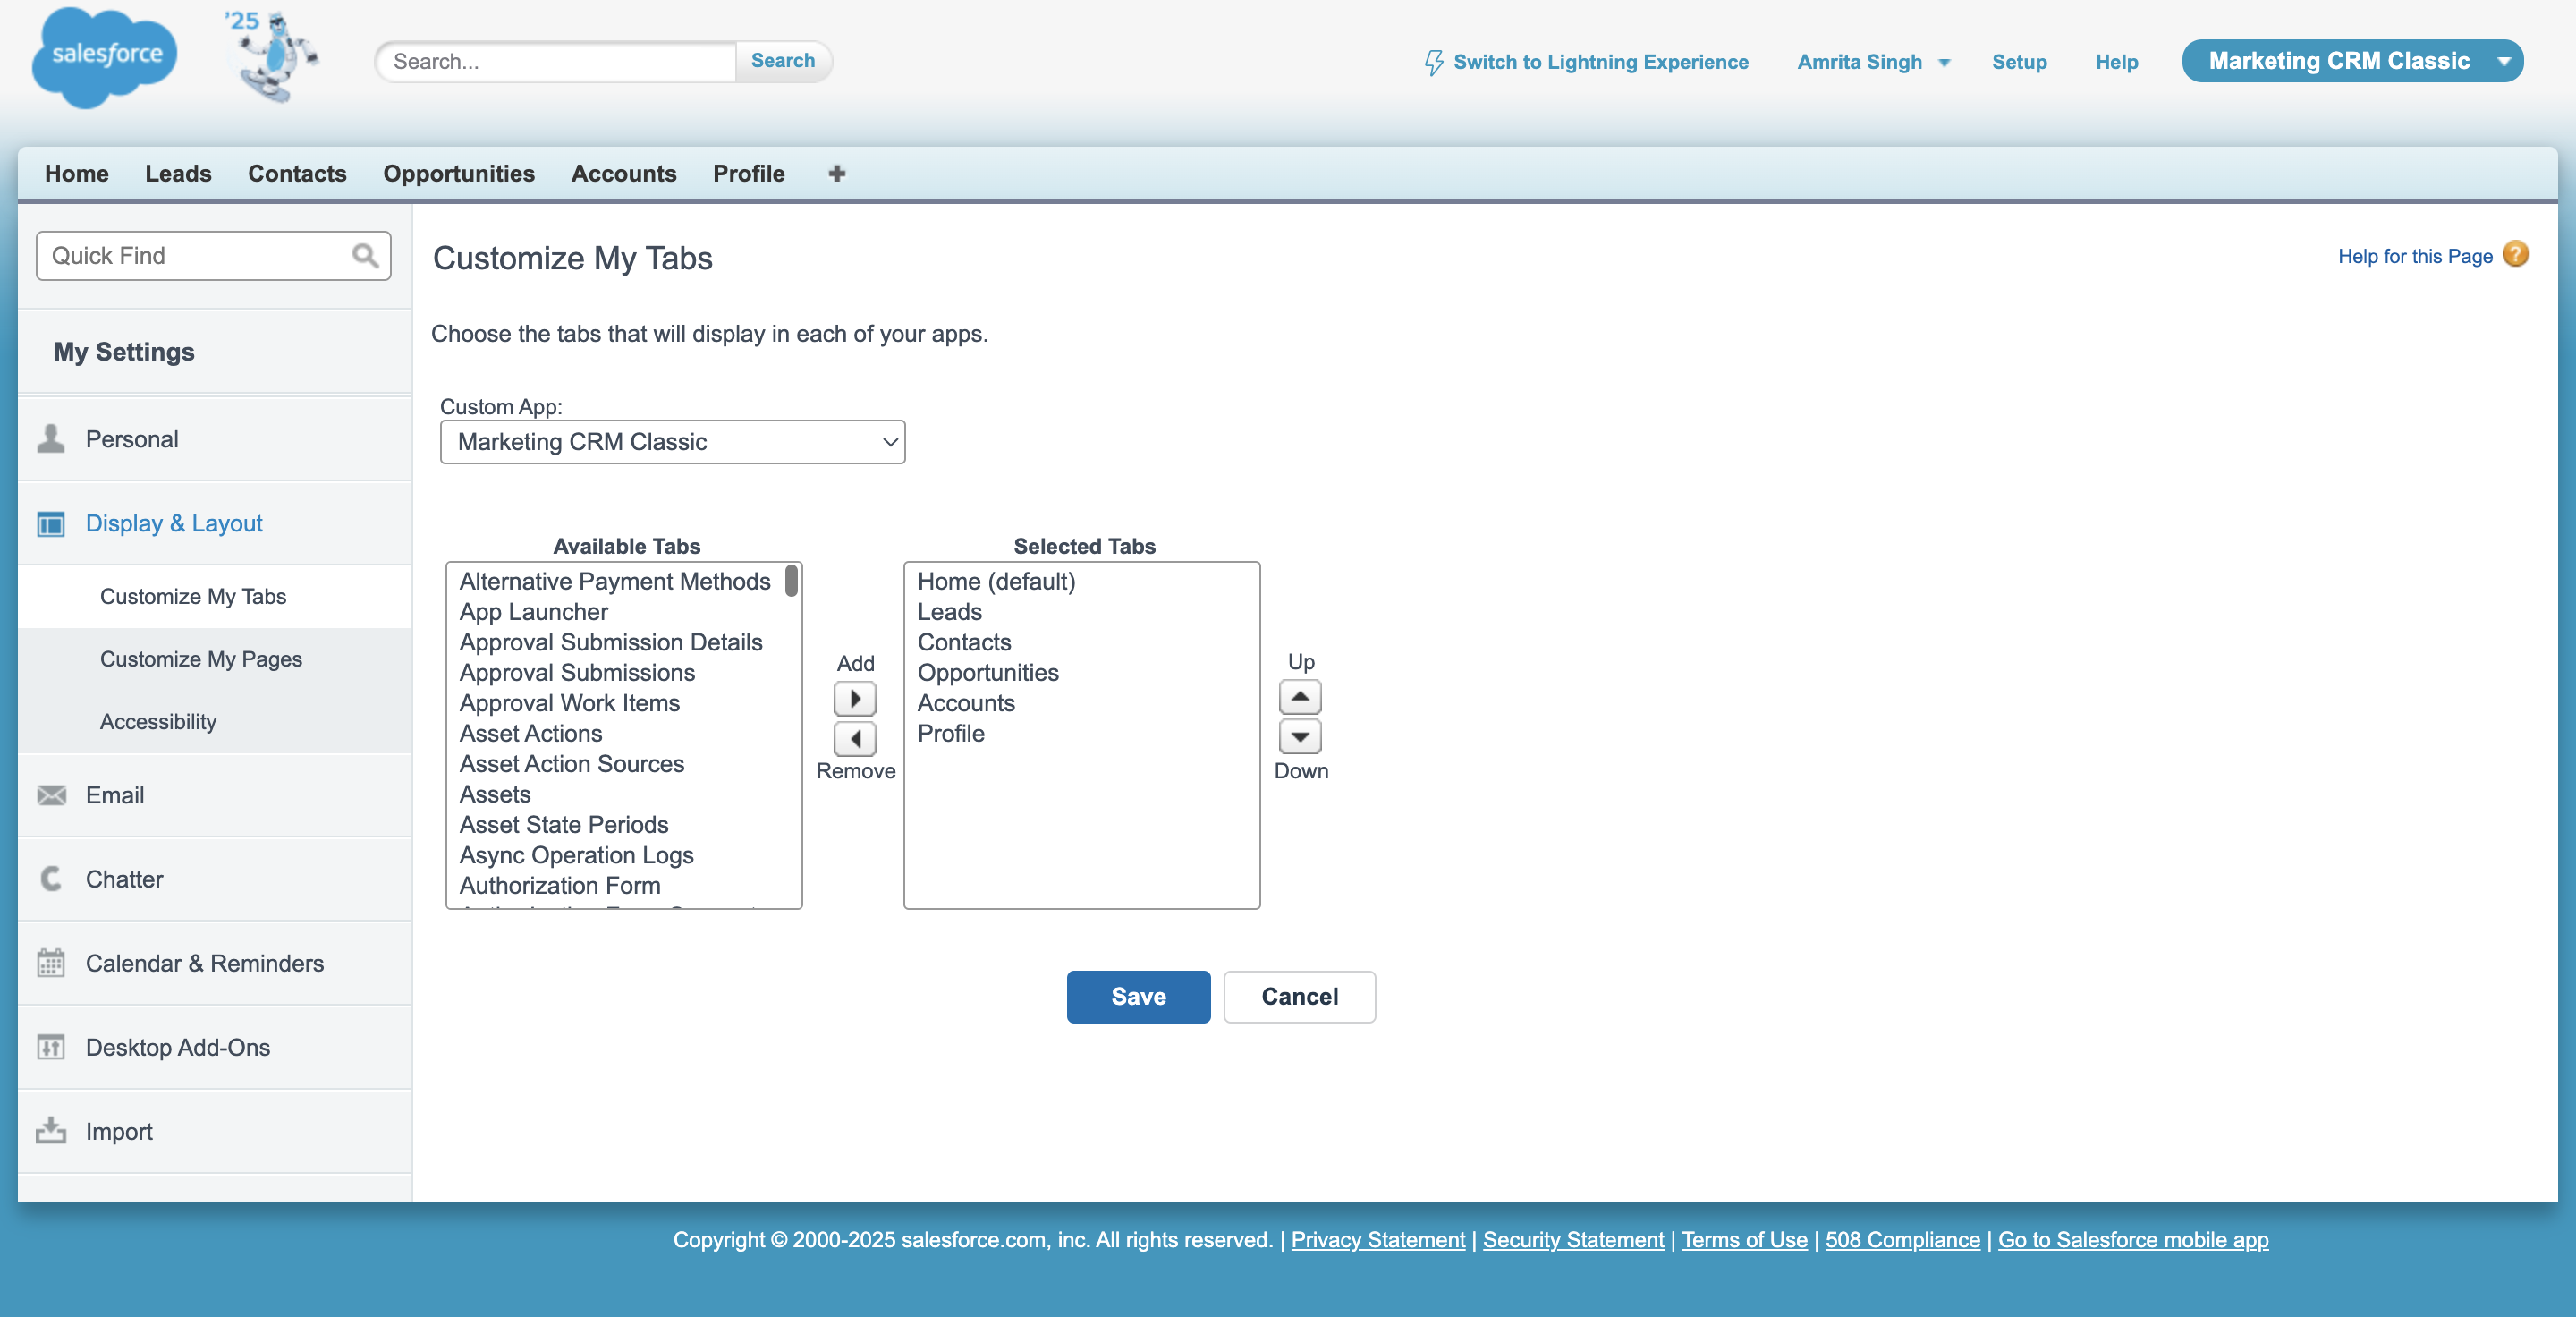 salesforce
'25
Search...
Search
Switch to Lightning Experience
Amrita Singh
Setup
Help
Marketing CRM Classic
Home
Leads
Contacts
Opportunities
Accounts
Profile
Quick Find
My Settings
Personal
Display & Layout
Customize My Tabs
Customize My Pages
Accessibility
Email
Chatter
Calendar & Reminders
Desktop Add-Ons
Import
Customize My Tabs
Help for this Page
Choose the tabs that will display in each of your apps.
Custom App:
Marketing CRM Classic
Available Tabs
Alternative Payment Methods
App Launcher
Approval Submission Details
Approval Submissions
Approval Work Items
Asset Actions
Asset Action Sources
Assets
Asset State Periods
Async Operation Logs
Authorization Form
Add
Remove
Selected Tabs
Home (default)
Leads
Contacts
Opportunities
Accounts
Profile
Up
Down
Save
Cancel
Copyright © 2000-2025 salesforce.com, inc. All rights reserved. | Privacy Statement | Security Statement | Terms of Use | 508 Compliance | Go to Salesforce mobile app